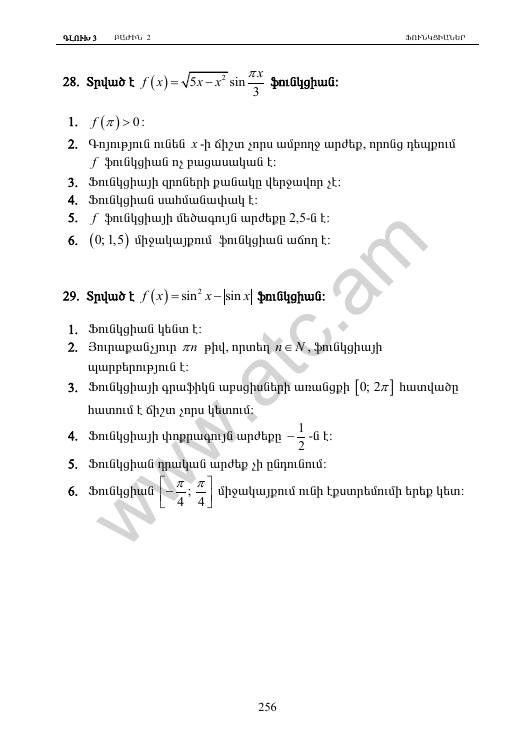 ԳԼՈՒԽ 3 ԲԱԺԻՆ 2 ՖՈՒՆԿՑԻԱՆԵՐ
28. Տրված է f(x) = √(5x − x²) sin πx/3 ֆունկցիան:
1. f(π) > 0:
2. Գոյություն ունեն x-ի ճիշտ չորս ամբողջ արժեք, որոնց դեպքում
f ֆունկցիան ոչ բացասական է:
3. Ֆունկցիայի զրոների քանակը վերջավոր չէ:
4. Ֆունկցիան սահմանափակ է:
5. f ֆունկցիայի մեծագույն արժեքը 2,5-ն է:
6. (0; 1,5) միջակայքում ֆունկցիան աճող է:
29. Տրված է f(x) = sin² x − |sin x| ֆունկցիան:
1. Ֆունկցիան կենտ է:
2. Յուրաքանչյուր πn թիվ, որտեղ n ∈ N, ֆունկցիայի
պարբերություն է:
3. Ֆունկցիայի գրաֆիկն աբսցիսների առանցքի [0; 2π] հատվածը
հատում է ճիշտ չորս կետում:
4. Ֆունկցիայի փոքրագույն արժեքը −1/2-ն է:
5. Ֆունկցիան դրական արժեք չի ընդունում:
6. Ֆունկցիան [−π/4; π/4] միջակայքում ունի էքստրեմումի երեք կետ:
www.atc.am
256